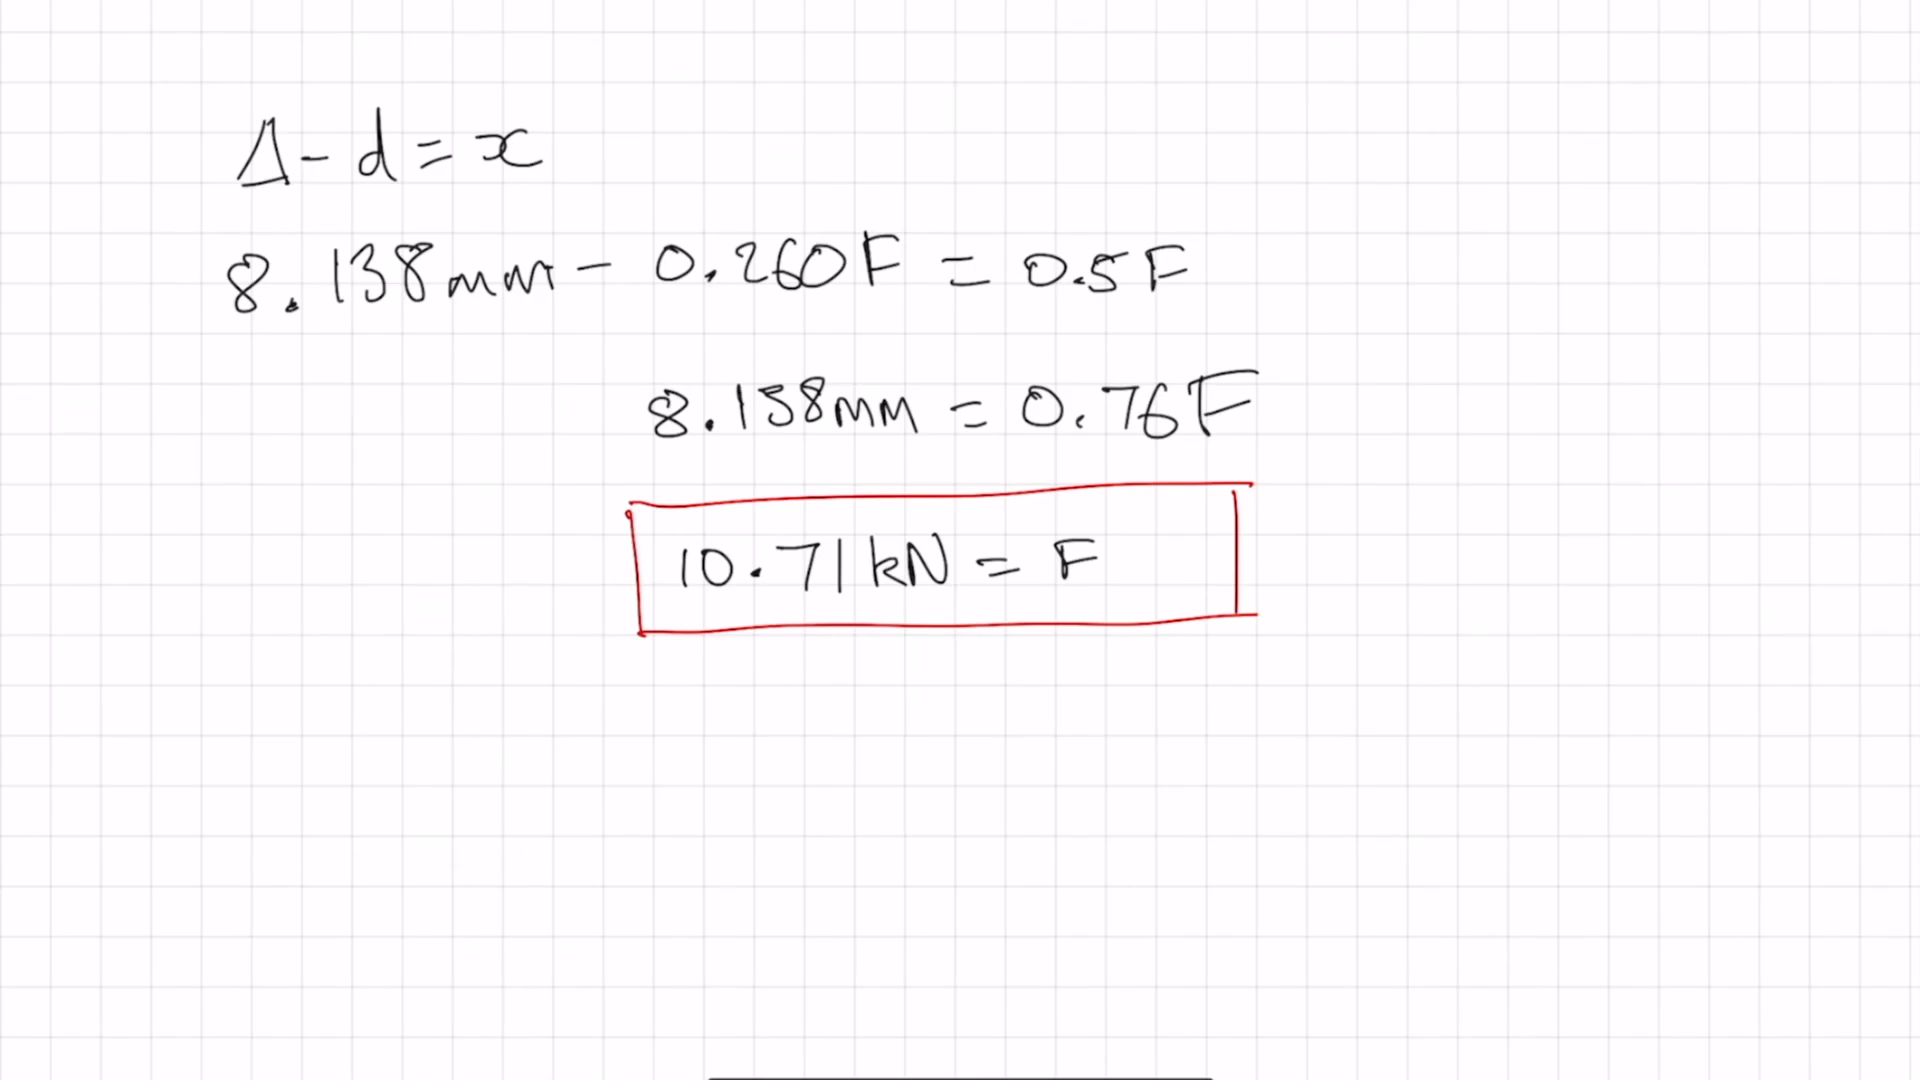 Δ - d = x
8.138mm - 0.260F = 0.5F
8.138mm = 0.76F
10.71kN = F